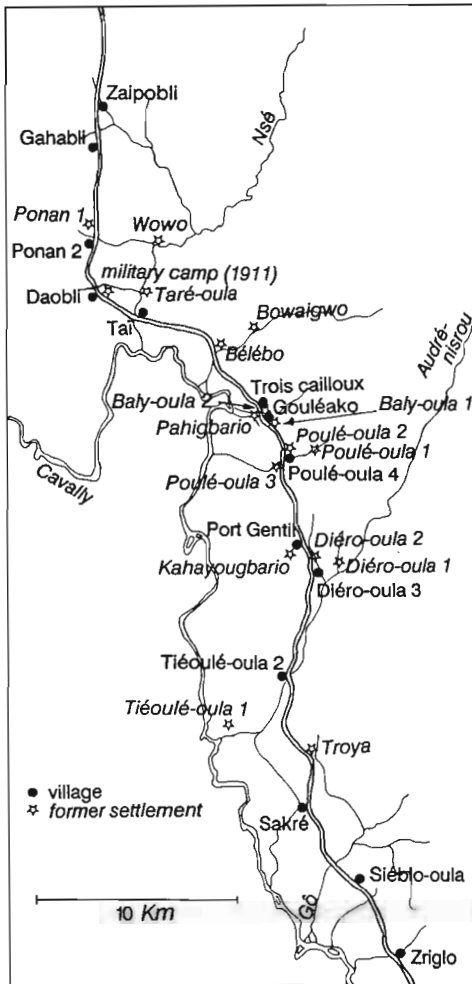 Zaipobli
Nsé
Gahabli
Ponan 1
Wowo
Ponan 2
military camp (1911)
Daobli
Taré-oula
Bowaigwo
Taï
Audré-
nisrou
Bélébo
Trois cailloux
Baly-oula
Gouléako
Baly-oula 1
Pahigbario
Poulé-oula 2
Cavally
Poulé-oula 1
Poulé-oula 3
Poulé-oula 4
Port Gentil
Diéro-oula 2
Kahayougbario
Diéro-oula 1
Diéro-oula 3
Tiéoulé-oula 2
Tiéoulé-oula 1
Troya
village
former settlement
Sakré
Siéblo-oula
10 Km
Gô
Zriglo